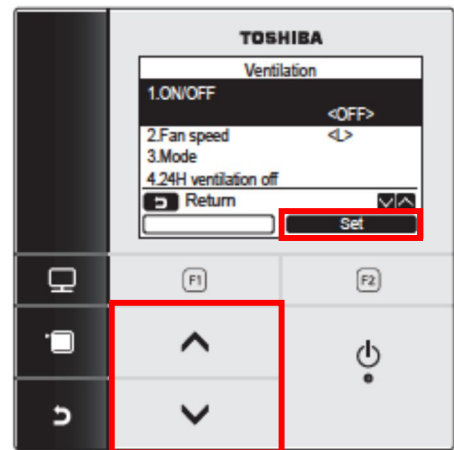 TOSHIBA
Ventilation
1.ON/OFF
<OFF>
2.Fan speed <L>
3.Mode
4.24H ventilation off
Return
Set
F1 F2